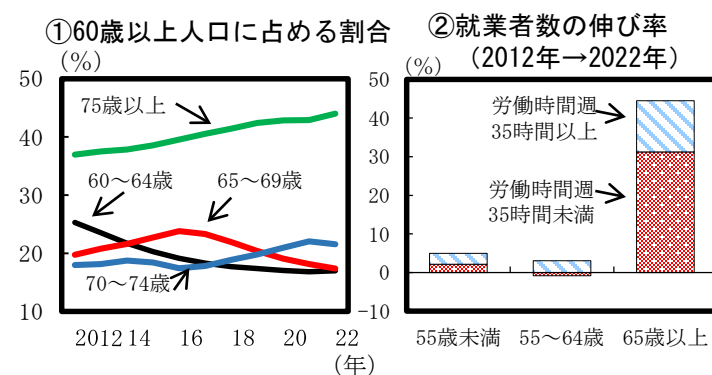 ①60歳以上人口に占める割合
(%)
50
40
30
20
10
75歳以上
60～64歳
65～69歳
70～74歳
2012 14 16 18 20 22
(年)
②就業者数の伸び率
(2012年→2022年)
(%)
50
40
30
20
10
0
-10
労働時間週
35時間以上
労働時間週
35時間未満
55歳未満 55～64歳 65歳以上